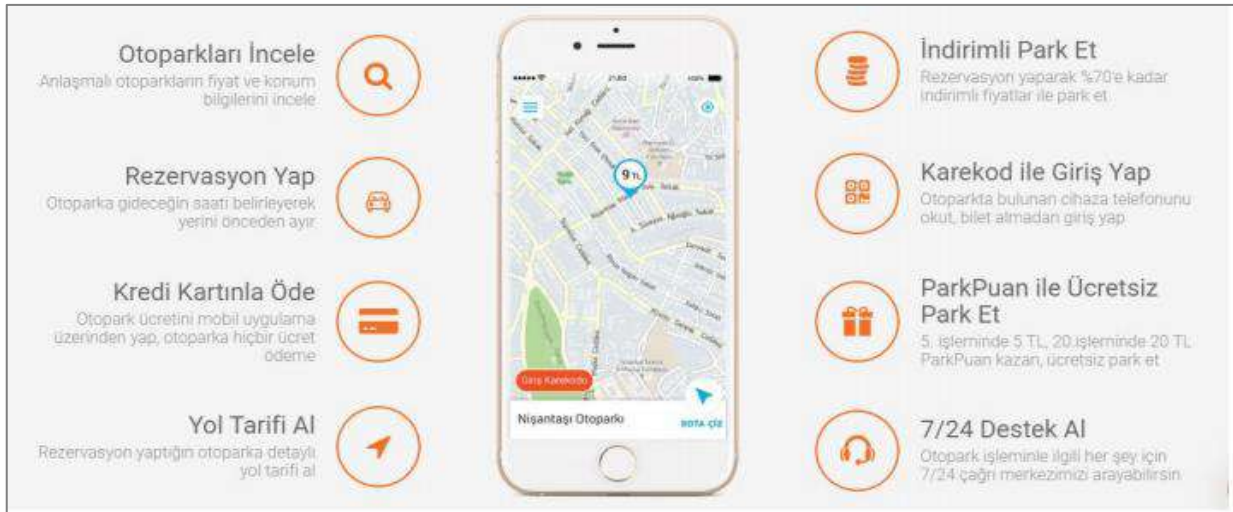 Otoparkları İncele
Anlaşmalı otoparkların fiyat ve konum
bilgilerini incele
Rezervasyon Yap
Otoparka gideceğin saati belirleyerek
yerini önceden ayır
Kredi Kartınla Öde
Otopark ücretini mobil uygulama
üzerinden yap, otoparka hiçbir ücret
ödeme
Yol Tarifi Al
Rezervasyon yaptığın otoparka detaylı
yol tarifi al
21:00
100%
9 TL
Giriş Karekodu
Nişantaşı Otoparkı
ROTA ÇİZ
İndirimli Park Et
Rezervasyon yaparak %70'e kadar
indirimli fiyatlar ile park et
Karekod ile Giriş Yap
Otoparkta bulunan cihaza telefonunu
okut, bilet almadan giriş yap
ParkPuan ile Ücretsiz
Park Et
5. işleminde 5 TL, 20.işleminde 20 TL
ParkPuan kazan, ücretsiz park et
7/24 Destek Al
Otopark işleminle ilgili her şey için
7/24 çağrı merkezimizi arayabilirsin